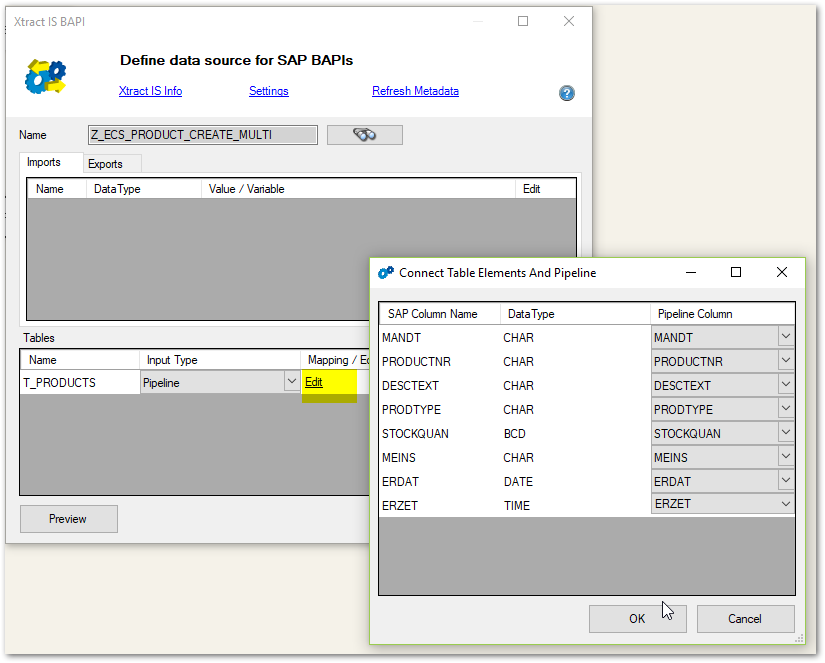 Xtract IS BAPI
Define data source for SAP BAPIs
Xtract IS Info Settings Refresh Metadata
Name Z_ECS_PRODUCT_CREATE_MULTI
Imports Exports
Name DataType Value / Variable Edit
Tables
Name Input Type Mapping / Ed
T_PRODUCTS Pipeline Edit
Preview
Connect Table Elements And Pipeline
SAP Column Name DataType Pipeline Column
MANDT CHAR MANDT
PRODUCTNR CHAR PRODUCTNR
DESCTEXT CHAR DESCTEXT
PRODTYPE CHAR PRODTYPE
STOCKQUAN BCD STOCKQUAN
MEINS CHAR MEINS
ERDAT DATE ERDAT
ERZET TIME ERZET
OK Cancel